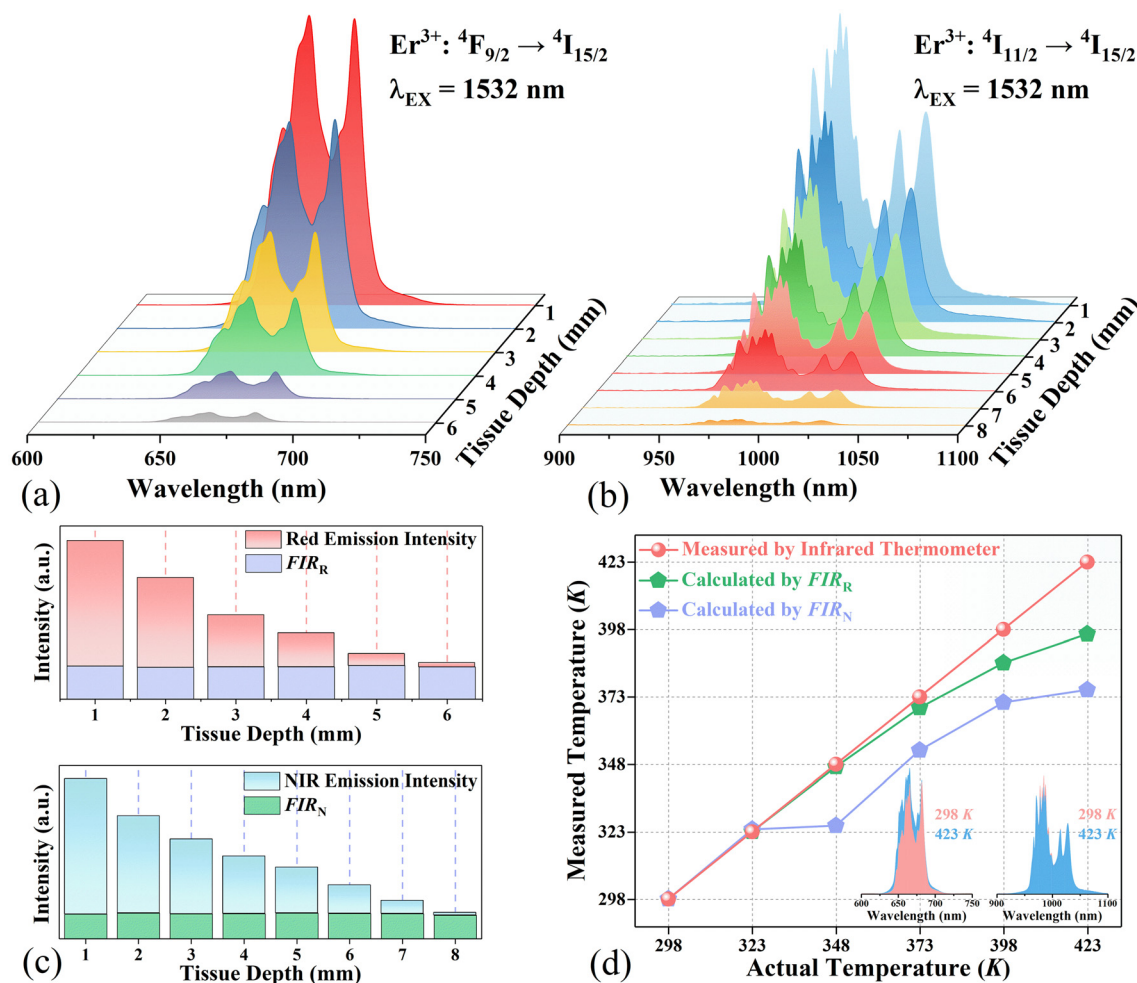 Er³⁺: ⁴F₉/₂ → ⁴I₁₅/₂
λEX = 1532 nm
1
2
3
4
5
6
Tissue Depth (mm)
600
650
700
750
Wavelength (nm)
(a)
Er³⁺: ⁴I₁₁/₂ → ⁴I₁₅/₂
λEX = 1532 nm
1
2
3
4
5
6
7
8
Tissue Depth (mm)
900
950
1000
1050
1100
Wavelength (nm)
(b)
Red Emission Intensity
FIRR
Intensity (a.u.)
1 2 3 4 5 6
Tissue Depth (mm)
NIR Emission Intensity
FIRN
Intensity (a.u.)
1 2 3 4 5 6 7 8
Tissue Depth (mm)
(c)
Measured by Infrared Thermometer
Calculated by FIRR
Calculated by FIRN
423
398
373
348
323
298
Measured Temperature (K)
298 K
423 K
600 650 700 750
Wavelength (nm)
298 K
423 K
900 1000 1100
Wavelength (nm)
298 323 348 373 398 423
Actual Temperature (K)
(d)